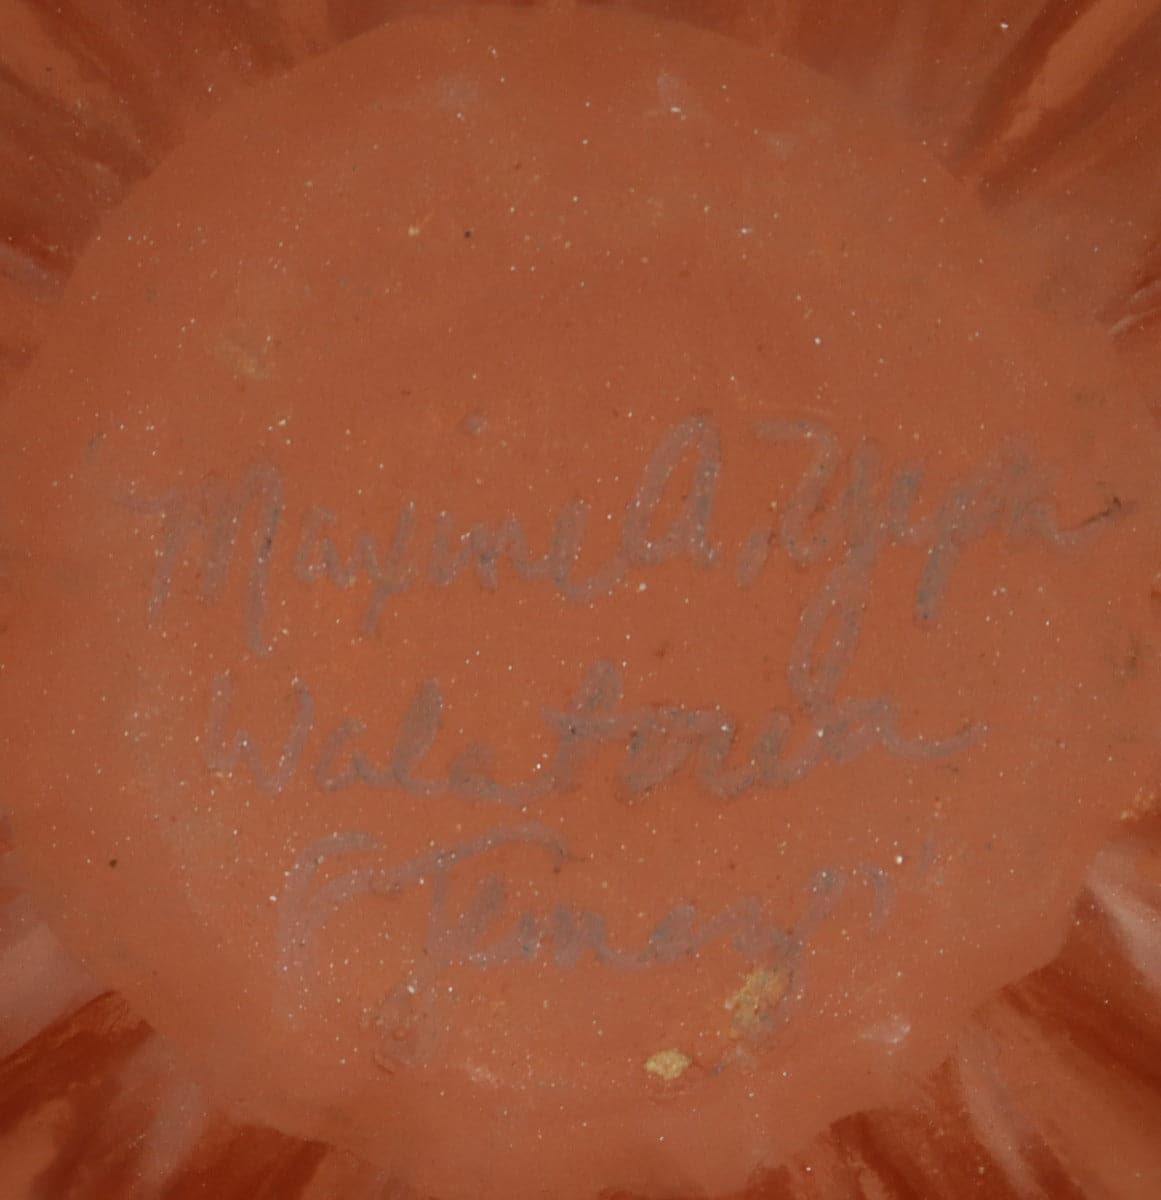 Maxine A. Yepa
Walatowa
(Jemez)